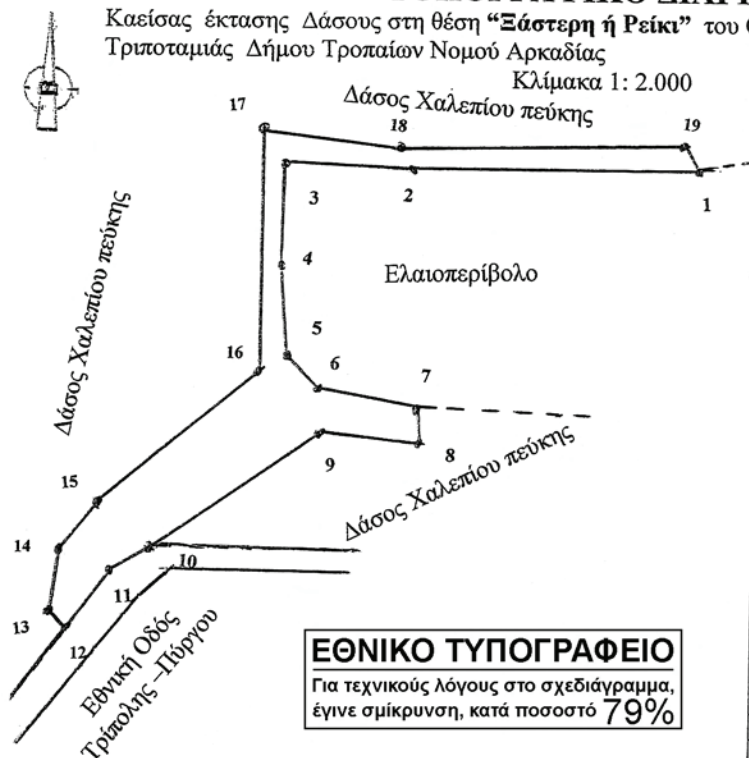 Καείσας έκτασης Δάσους στη θέση “Ξάστερη ή Ρείκι” του
Τριποταμιάς Δήμου Τροπαίων Νομού Αρκαδίας
Κλίμακα 1: 2.000
Δάσος Χαλεπίου πεύκης
17
18
19
3
2
1
4
Ελαιοπερίβολο
Δάσος Χαλεπίου πεύκης
5
16
6
7
9
8
Δάσος Χαλεπίου πεύκης
15
14
10
11
13
12
Εθνική Οδός
Τρίπολης –Πύργου
ΕΘΝΙΚΟ ΤΥΠΟΓΡΑΦΕΙΟ
Για τεχνικούς λόγους στο σχεδιάγραμμα,
έγινε σμίκρυνση, κατά ποσοστό 79%